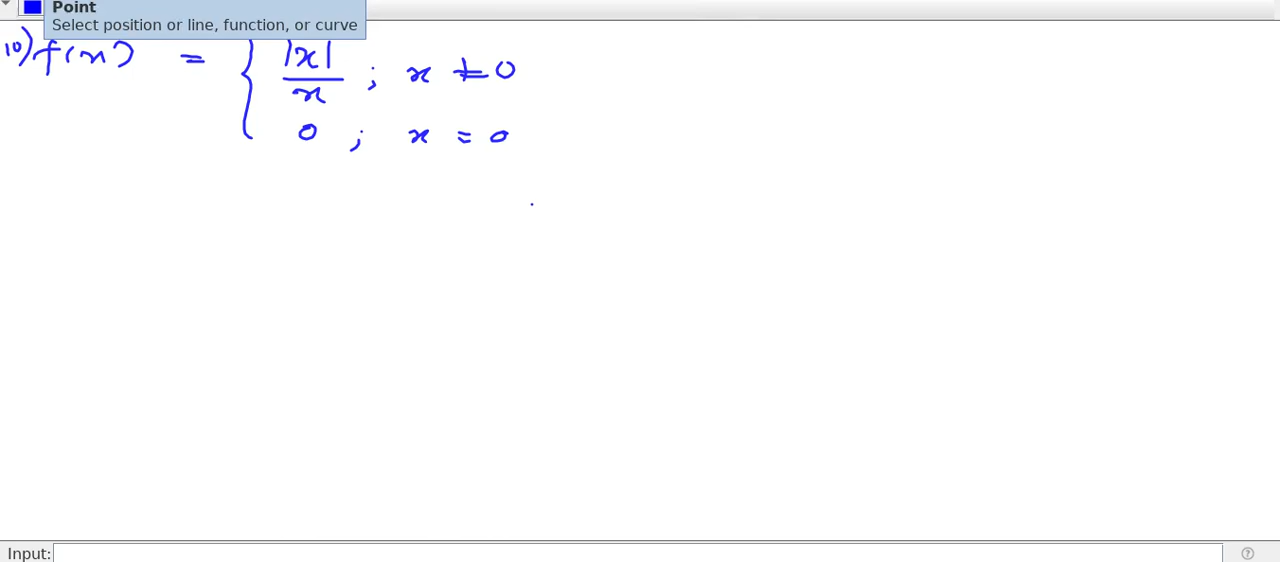 Point
Select position or line, function, or curve
10) f(x) = { |x| / x ; x ≠ 0
0 ; x = 0
Input: